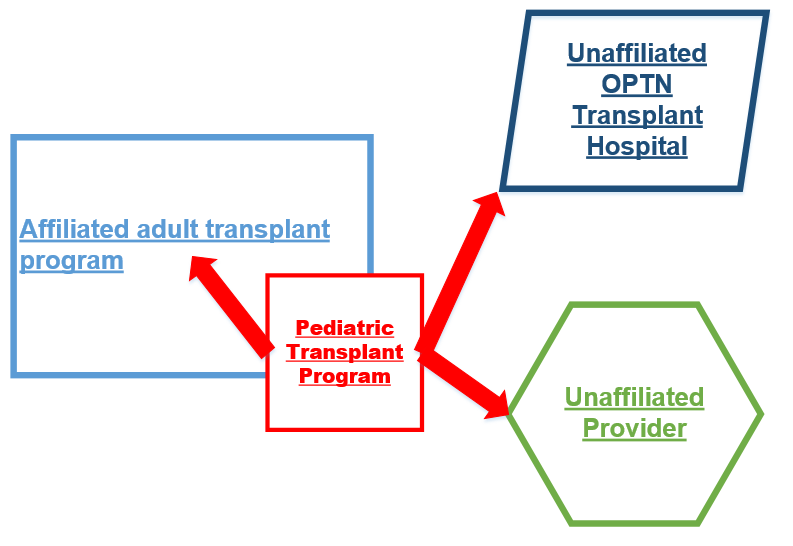 Unaffiliated
OPTN
Transplant
Hospital
Affiliated adult transplant
program
Pediatric
Transplant
Program
Unaffiliated
Provider